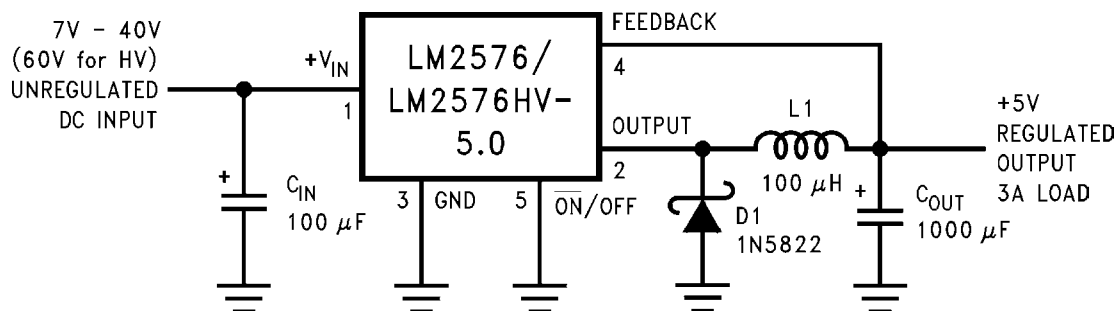 7V - 40V
(60V for HV)
UNREGULATED
DC INPUT
+VIN
1
LM2576/
LM2576HV-
5.0
FEEDBACK
4
OUTPUT
2
L1
100 μH
+5V
REGULATED
OUTPUT
3A LOAD
+
CIN
100 μF
3
GND
5
O̅N̅/OFF
D1
1N5822
+
COUT
1000 μF